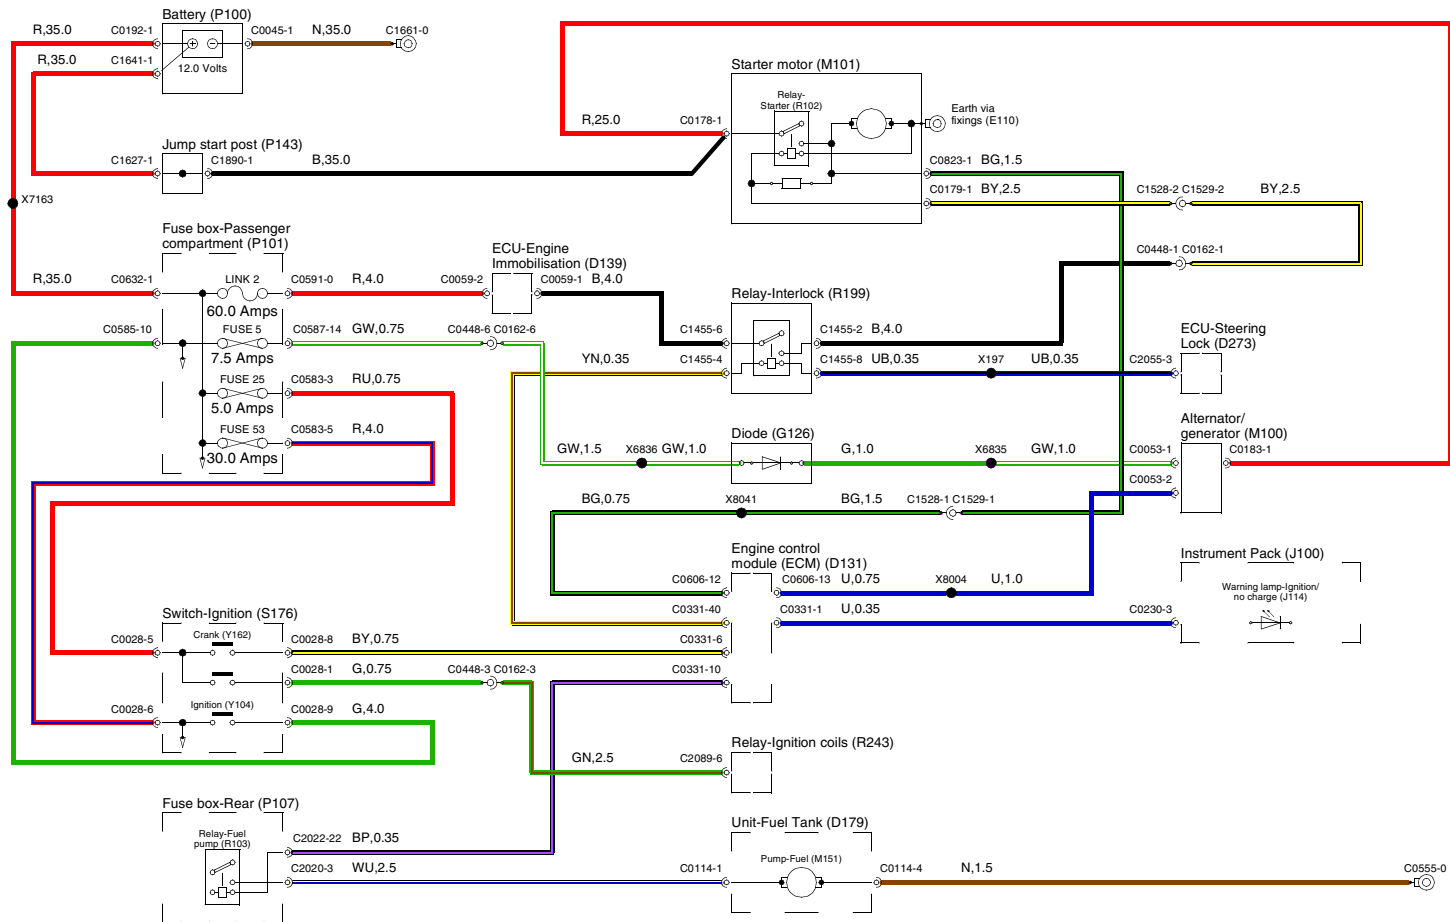 Battery (P100)
R,35.0 C0192-1 C0045-1 N,35.0 C1661-0
R,35.0 C1641-1
12.0 Volts
Starter motor (M101)
Relay-
Starter (R102)
Earth via
fixings (E110)
R,25.0 C0178-1
Jump start post (P143)
C1627-1 C1890-1 B,35.0
C0823-1 BG,1.5
C0179-1 BY,2.5 C1528-2 C1529-2 BY,2.5
X7163
Fuse box-Passenger
compartment (P101)
ECU-Engine
Immobilisation (D139)
C0448-1 C0162-1
R,35.0 C0632-1 LINK 2 C0591-0 R,4.0 C0059-2 C0059-1 B,4.0
60.0 Amps
Relay-Interlock (R199)
C0585-10 FUSE 5 C0587-14 GW,0.75 C0448-6 C0162-6
7.5 Amps
C1455-6 C1455-2 B,4.0
ECU-Steering
Lock (D273)
YN,0.35 C1455-4 C1455-8 UB,0.35 X197 UB,0.35 C2055-3
FUSE 25 C0583-3 RU,0.75
5.0 Amps
FUSE 53 C0583-5 R,4.0
30.0 Amps
Diode (G126)
Alternator/
generator (M100)
GW,1.5 X6836 GW,1.0 G,1.0 X6835 GW,1.0 C0053-1 C0183-1
C0053-2
BG,0.75 X8041 BG,1.5 C1528-1 C1529-1
Engine control
module (ECM) (D131)
Instrument Pack (J100)
C0606-12 C0606-13 U,0.75 X8004 U,1.0
Warning lamp-Ignition/
no charge (J114)
C0331-40 C0331-1 U,0.35 C0230-3
Switch-Ignition (S176)
C0028-5 Crank (Y162) C0028-8 BY,0.75 C0331-6
C0028-1 G,0.75 C0448-3 C0162-3 C0331-10
C0028-6 Ignition (Y104) C0028-9 G,4.0
Relay-Ignition coils (R243)
GN,2.5 C2089-6
Fuse box-Rear (P107)
Relay-Fuel
pump (R103)
C2022-22 BP,0.35
Unit-Fuel Tank (D179)
Pump-Fuel (M151)
C2020-3 WU,2.5 C0114-1 C0114-4 N,1.5 C0555-0